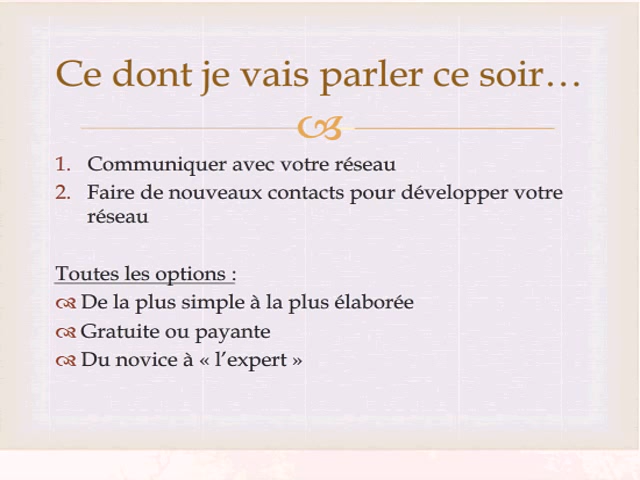 Ce dont je vais parler ce soir…
1. Communiquer avec votre réseau
2. Faire de nouveaux contacts pour développer votre
réseau
Toutes les options :
De la plus simple à la plus élaborée
Gratuite ou payante
Du novice à « l’expert »